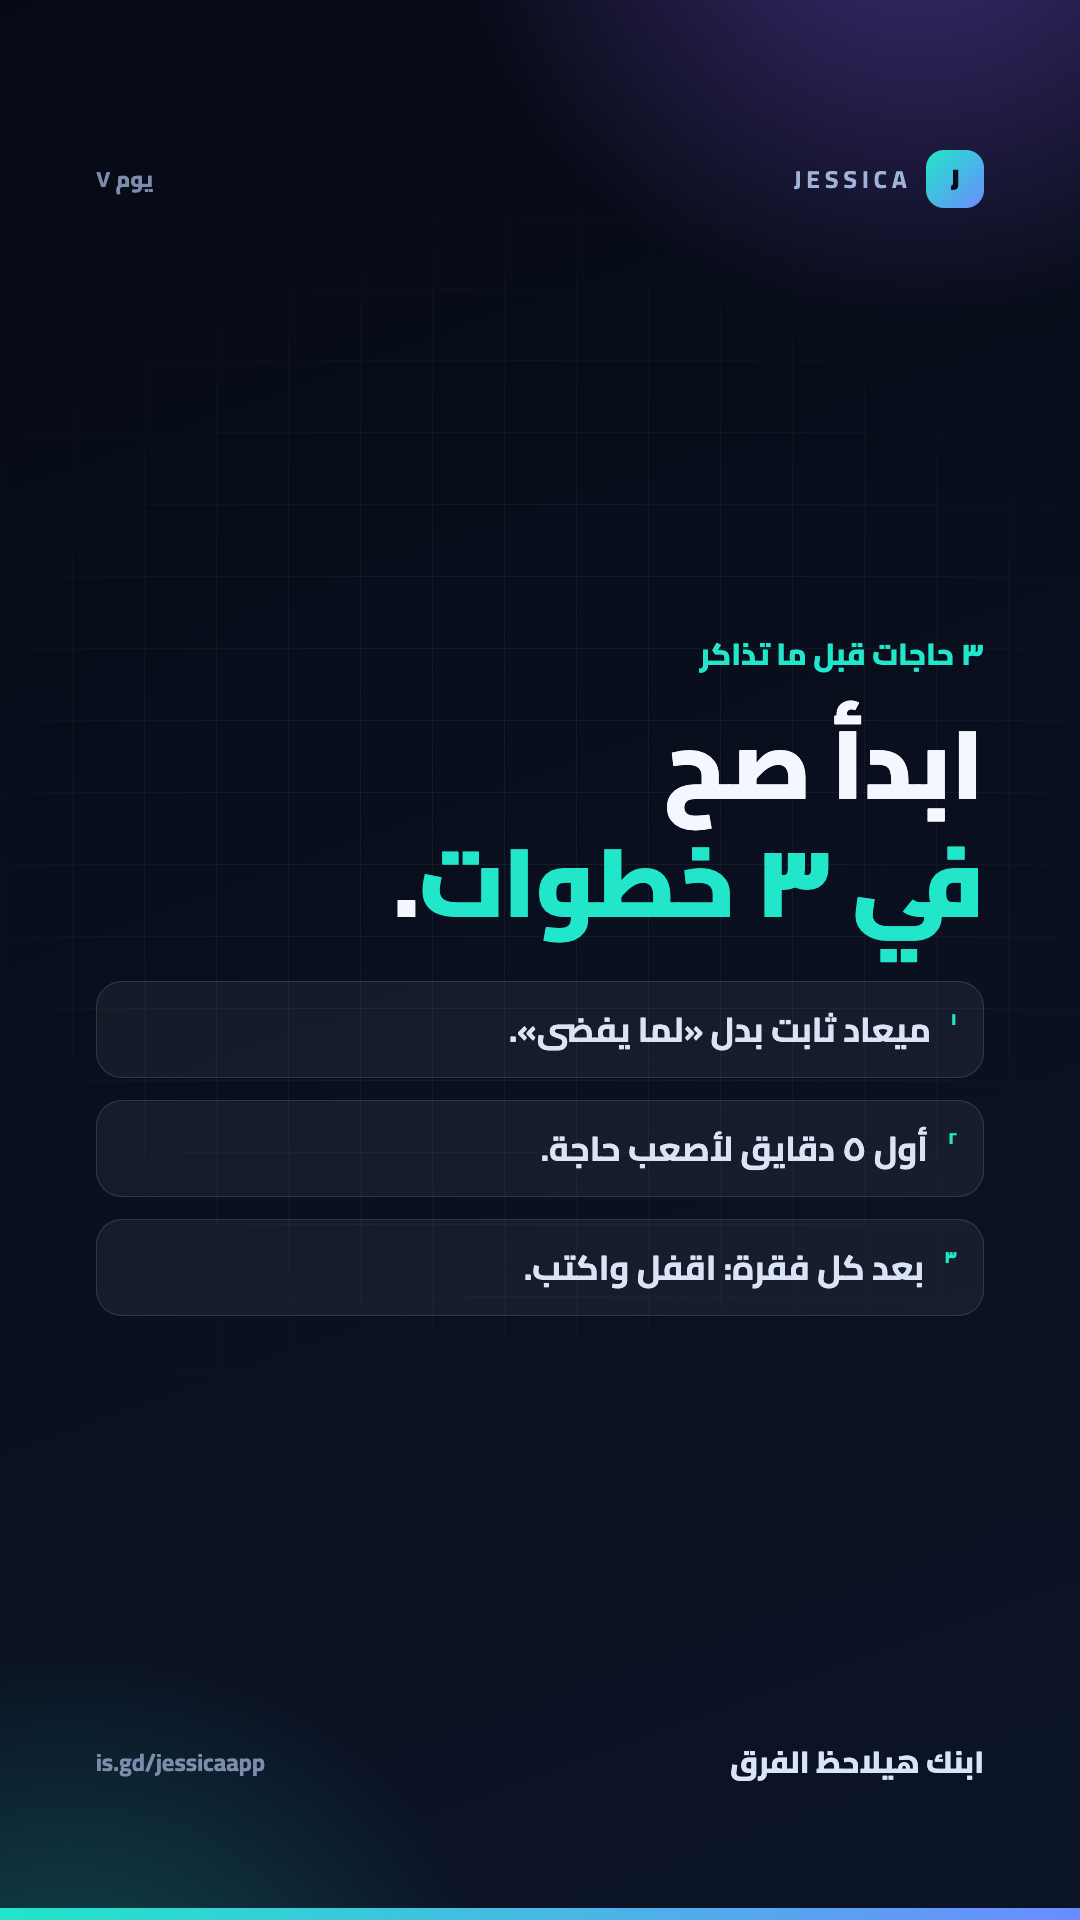 J JESSICA
يوم ٧
٣ حاجات قبل ما تذاكر
ابدأ صح
في ٣ خطوات.
١ ميعاد ثابت بدل «لما يفضى».
٢ أول ٥ دقايق لأصعب حاجة.
٣ بعد كل فقرة: اقفل واكتب.
ابنك هيلاحظ الفرق
is.gd/jessicaapp